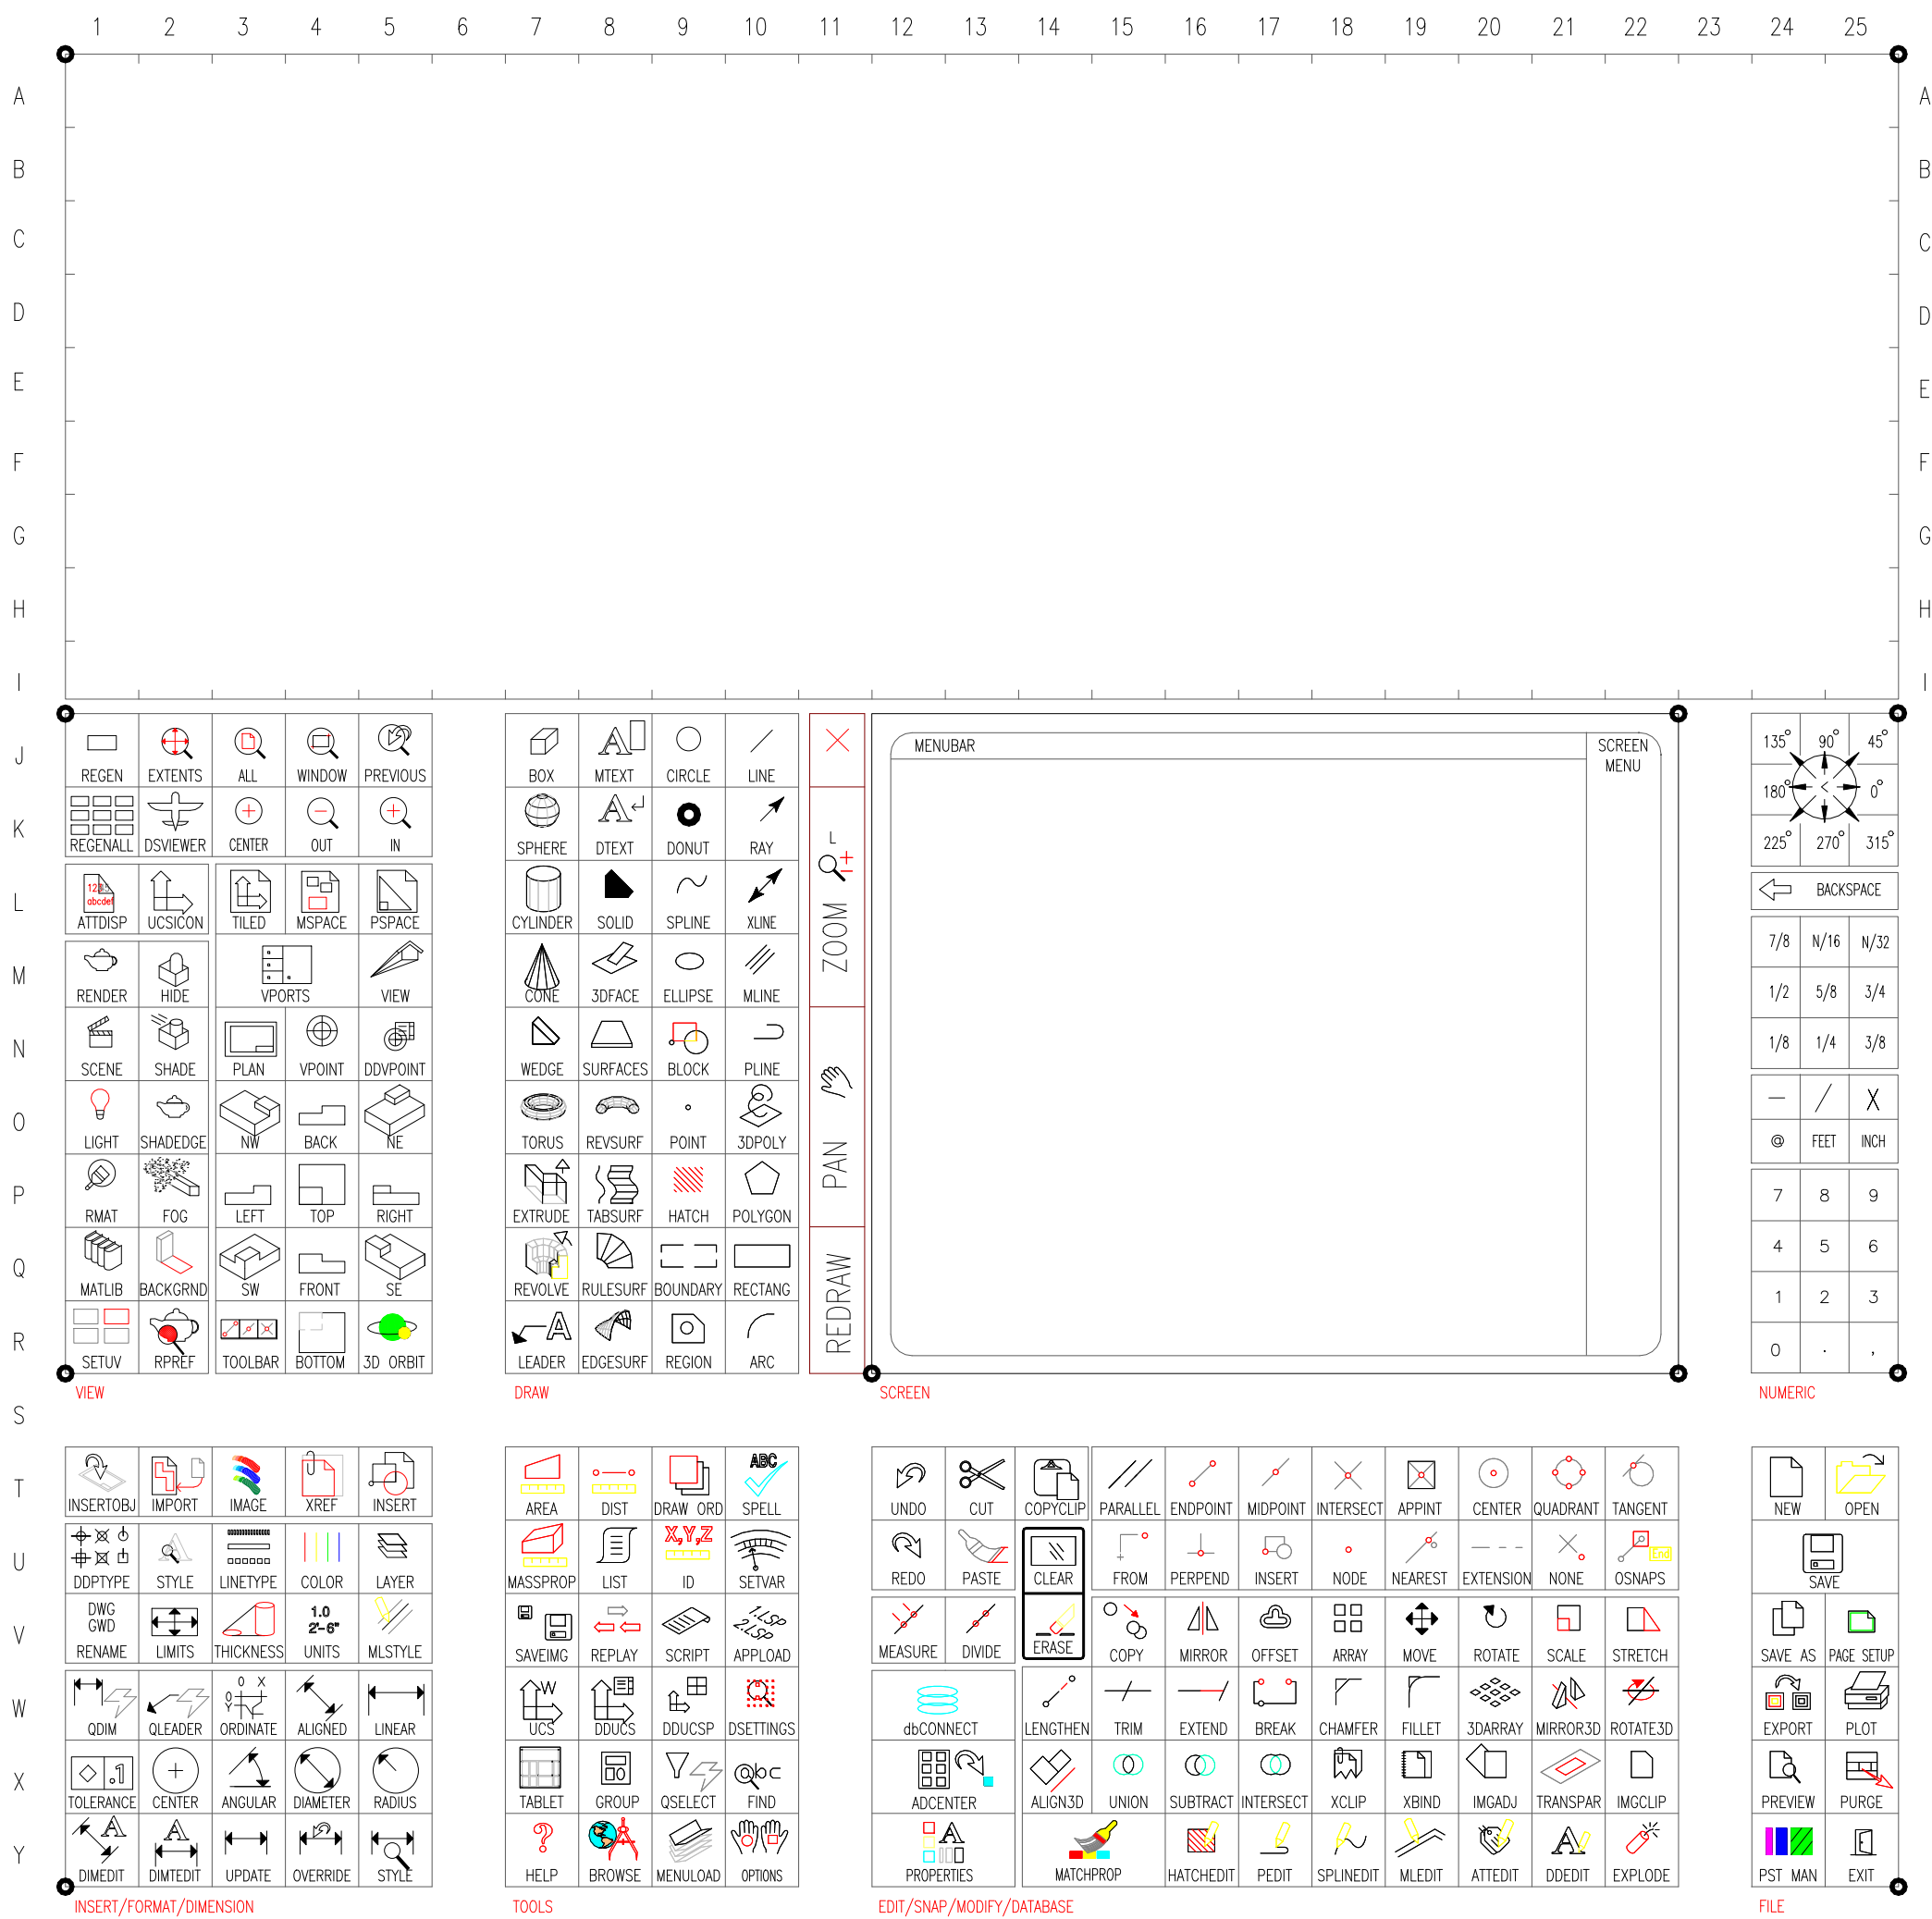 1 2 3 4 5 6 7 8 9 10 11 12 13 14 15 16 17 18 19 20 21 22 23 24 25
A A
B B
C C
D D
E E
F F
G G
H H
I I
J
REGEN EXTENTS ALL WINDOW PREVIOUS BOX MTEXT CIRCLE LINE
MENUBAR SCREEN MENU
135° 90° 45°
K
REGENALL DSVIEWER CENTER OUT IN SPHERE DTEXT DONUT RAY
180° 0°
225° 270° 315°
L
ATTDISP UCSICON TILED MSPACE PSPACE CYLINDER SOLID SPLINE XLINE
L
ZOOM
BACKSPACE
M
RENDER HIDE VPORTS VIEW CONE 3DFACE ELLIPSE MLINE
7/8 N/16 N/32
1/2 5/8 3/4
N
SCENE SHADE PLAN VPOINT DDVPOINT WEDGE SURFACES BLOCK PLINE
1/8 1/4 3/8
O
LIGHT SHADEDGE NW BACK NE TORUS REVSURF POINT 3DPOLY
PAN
— / X
@ FEET INCH
P
RMAT FOG LEFT TOP RIGHT EXTRUDE TABSURF HATCH POLYGON
7 8 9
Q
MATLIB BACKGRND SW FRONT SE REVOLVE RULESURF BOUNDARY RECTANG
4 5 6
REDRAW
1 2 3
R
SETUV RPREF TOOLBAR BOTTOM 3D ORBIT LEADER EDGESURF REGION ARC
0 . ,
VIEW DRAW SCREEN NUMERIC
S
T
ABC
INSERTOBJ IMPORT IMAGE XREF INSERT AREA DIST DRAW ORD SPELL UNDO CUT COPYCLIP PARALLEL ENDPOINT MIDPOINT INTERSECT APPINT CENTER QUADRANT TANGENT NEW OPEN
U
X,Y,Z
End
DDPTYPE STYLE LINETYPE COLOR LAYER MASSPROP LIST ID SETVAR REDO PASTE CLEAR FROM PERPEND INSERT NODE NEAREST EXTENSION NONE OSNAPS SAVE
V
DWG
GWD
1.0
2'-6"
1.LSP
2.LSP
RENAME LIMITS THICKNESS UNITS MLSTYLE SAVEIMG REPLAY SCRIPT APPLOAD MEASURE DIVIDE ERASE COPY MIRROR OFFSET ARRAY MOVE ROTATE SCALE STRETCH SAVE AS PAGE SETUP
W
0 X
0
Y
W
QDIM QLEADER ORDINATE ALIGNED LINEAR UCS DDUCS DDUCSP DSETTINGS dbCONNECT LENGTHEN TRIM EXTEND BREAK CHAMFER FILLET 3DARRAY MIRROR3D ROTATE3D EXPORT PLOT
X
.1
@bc
TOLERANCE CENTER ANGULAR DIAMETER RADIUS TABLET GROUP QSELECT FIND ADCENTER ALIGN3D UNION SUBTRACT INTERSECT XCLIP XBIND IMGADJ TRANSPAR IMGCLIP PREVIEW PURGE
Y
DIMEDIT DIMTEDIT UPDATE OVERRIDE STYLE HELP BROWSE MENULOAD OPTIONS PROPERTIES MATCHPROP HATCHEDIT PEDIT SPLINEDIT MLEDIT ATTEDIT DDEDIT EXPLODE PST MAN EXIT
INSERT/FORMAT/DIMENSION TOOLS EDIT/SNAP/MODIFY/DATABASE FILE